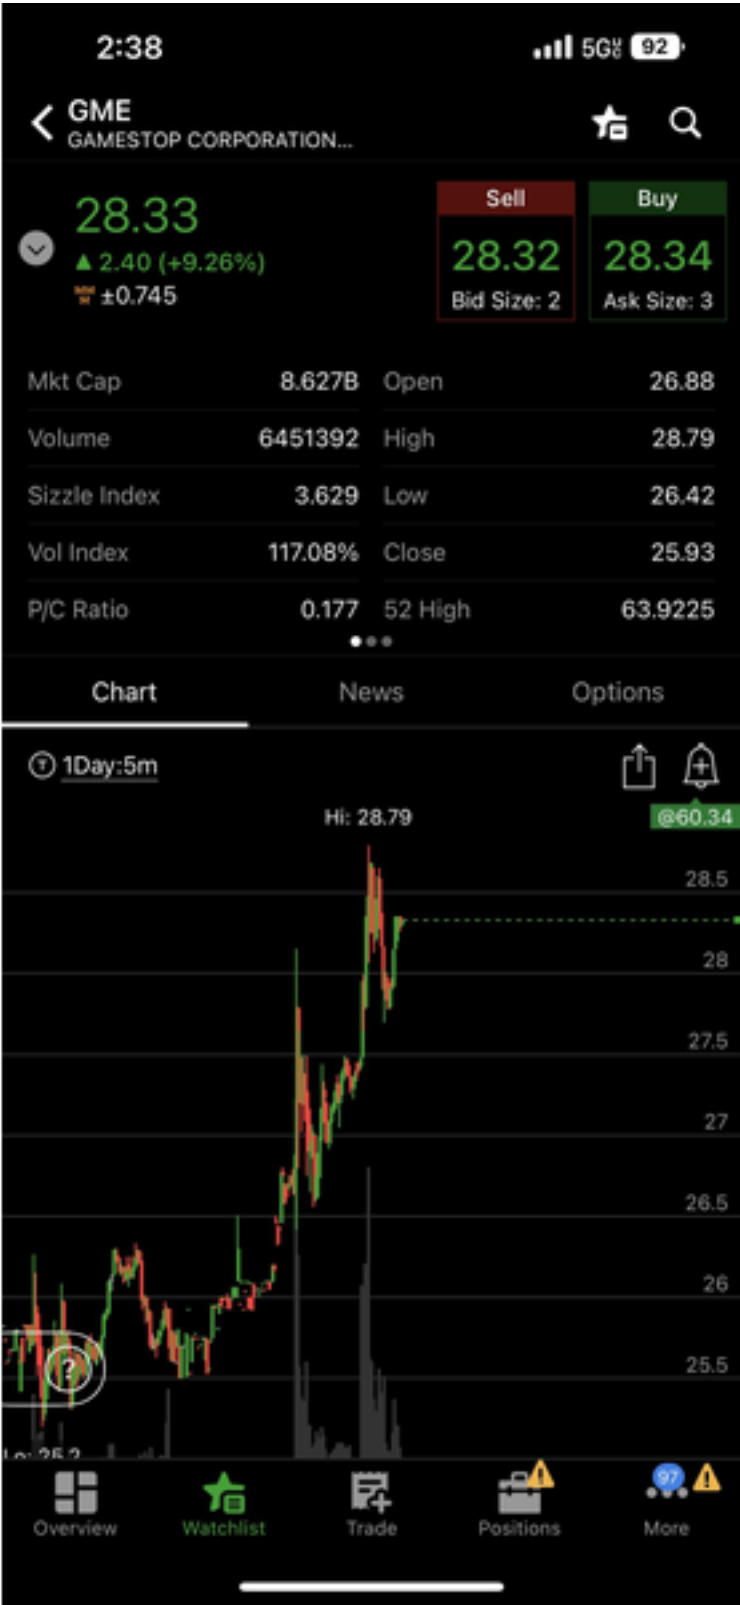 2:38 5G 92
GME
GAMESTOP CORPORATION...
28.33
2.40 (+9.26%)
±0.745
Sell
28.32
Bid Size: 2
Buy
28.34
Ask Size: 3
Mkt Cap 8.627B Open 26.88
Volume 6451392 High 28.79
Sizzle Index 3.629 Low 26.42
Vol Index 117.08% Close 25.93
P/C Ratio 0.177 52 High 63.9225
Chart News Options
1Day:5m
Hi: 28.79
@60.34
28.5
28
27.5
27
26.5
26
25.5
?
Lo: 25.2
97
Overview Watchlist Trade Positions More